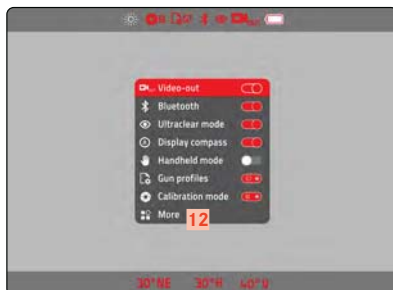 Video-out
Bluetooth
Ultraclear mode
Display compass
Handheld mode
Gun profiles
Calibration mode
More 12
30°NE 30°H 40°V